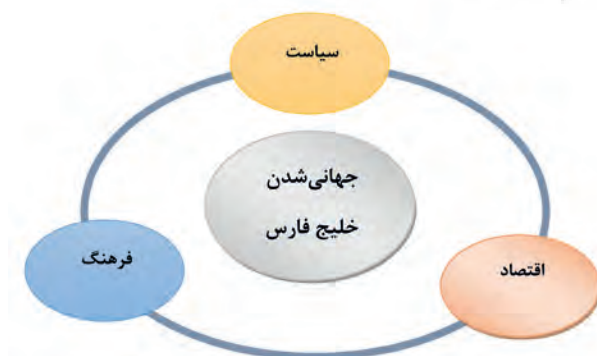 سیاست
جهانی‌شدن
خلیج فارس
فرهنگ
اقتصاد